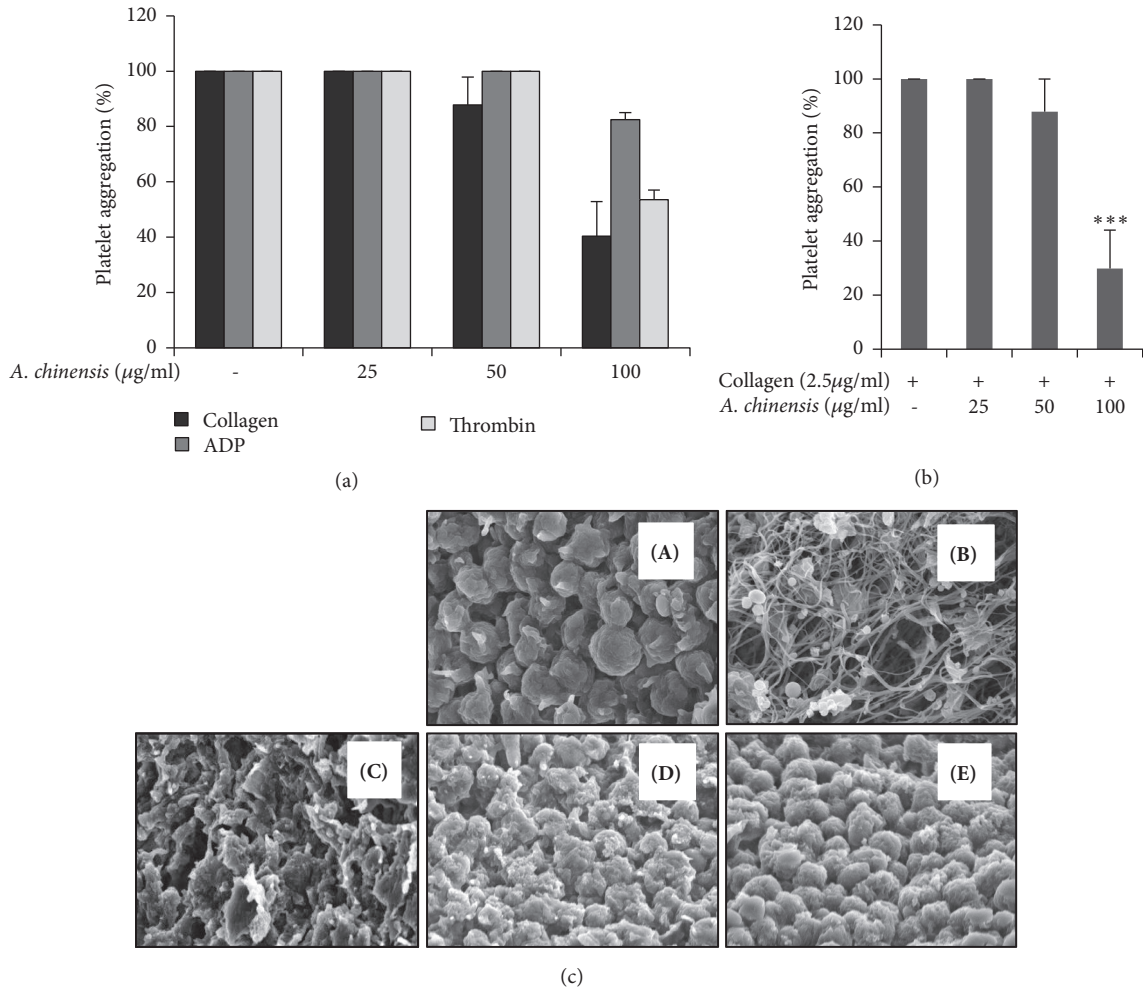 120
100
80
60
40
20
0
Platelet aggregation (%)
A. chinensis (µg/ml) - 25 50 100
Collagen
ADP
Thrombin
(a)
120
100
80
60
40
20
0
Platelet aggregation (%)
***
Collagen (2.5µg/ml) + + + +
A. chinensis (µg/ml) - 25 50 100
(b)
(A)
(B)
(C)
(D)
(E)
(c)